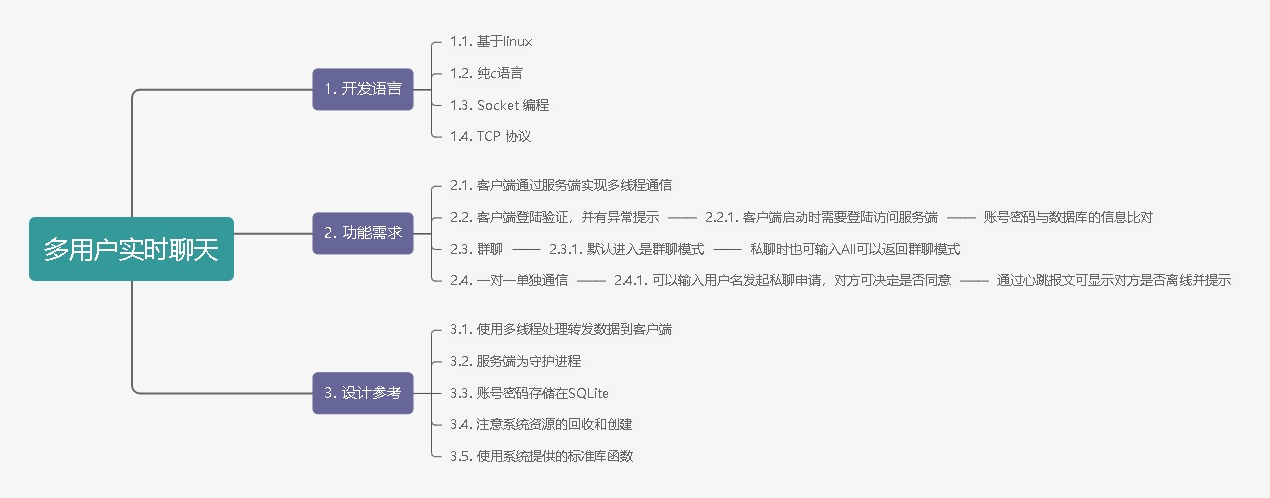 多用户实时聊天
1. 开发语言
1.1. 基于linux
1.2. 纯c语言
1.3. Socket 编程
1.4. TCP 协议
2. 功能需求
2.1. 客户端通过服务端实现多线程通信
2.2. 客户端登陆验证，并有异常提示
2.2.1. 客户端启动时需要登陆访问服务端
账号密码与数据库的信息比对
2.3. 群聊
2.3.1. 默认进入是群聊模式
私聊时也可输入All可以返回群聊模式
2.4. 一对一单独通信
2.4.1. 可以输入用户名发起私聊申请，对方可决定是否同意
通过心跳报文可显示对方是否离线并提示
3. 设计参考
3.1. 使用多线程处理转发数据到客户端
3.2. 服务端为守护进程
3.3. 账号密码存储在SQLite
3.4. 注意系统资源的回收和创建
3.5. 使用系统提供的标准库函数